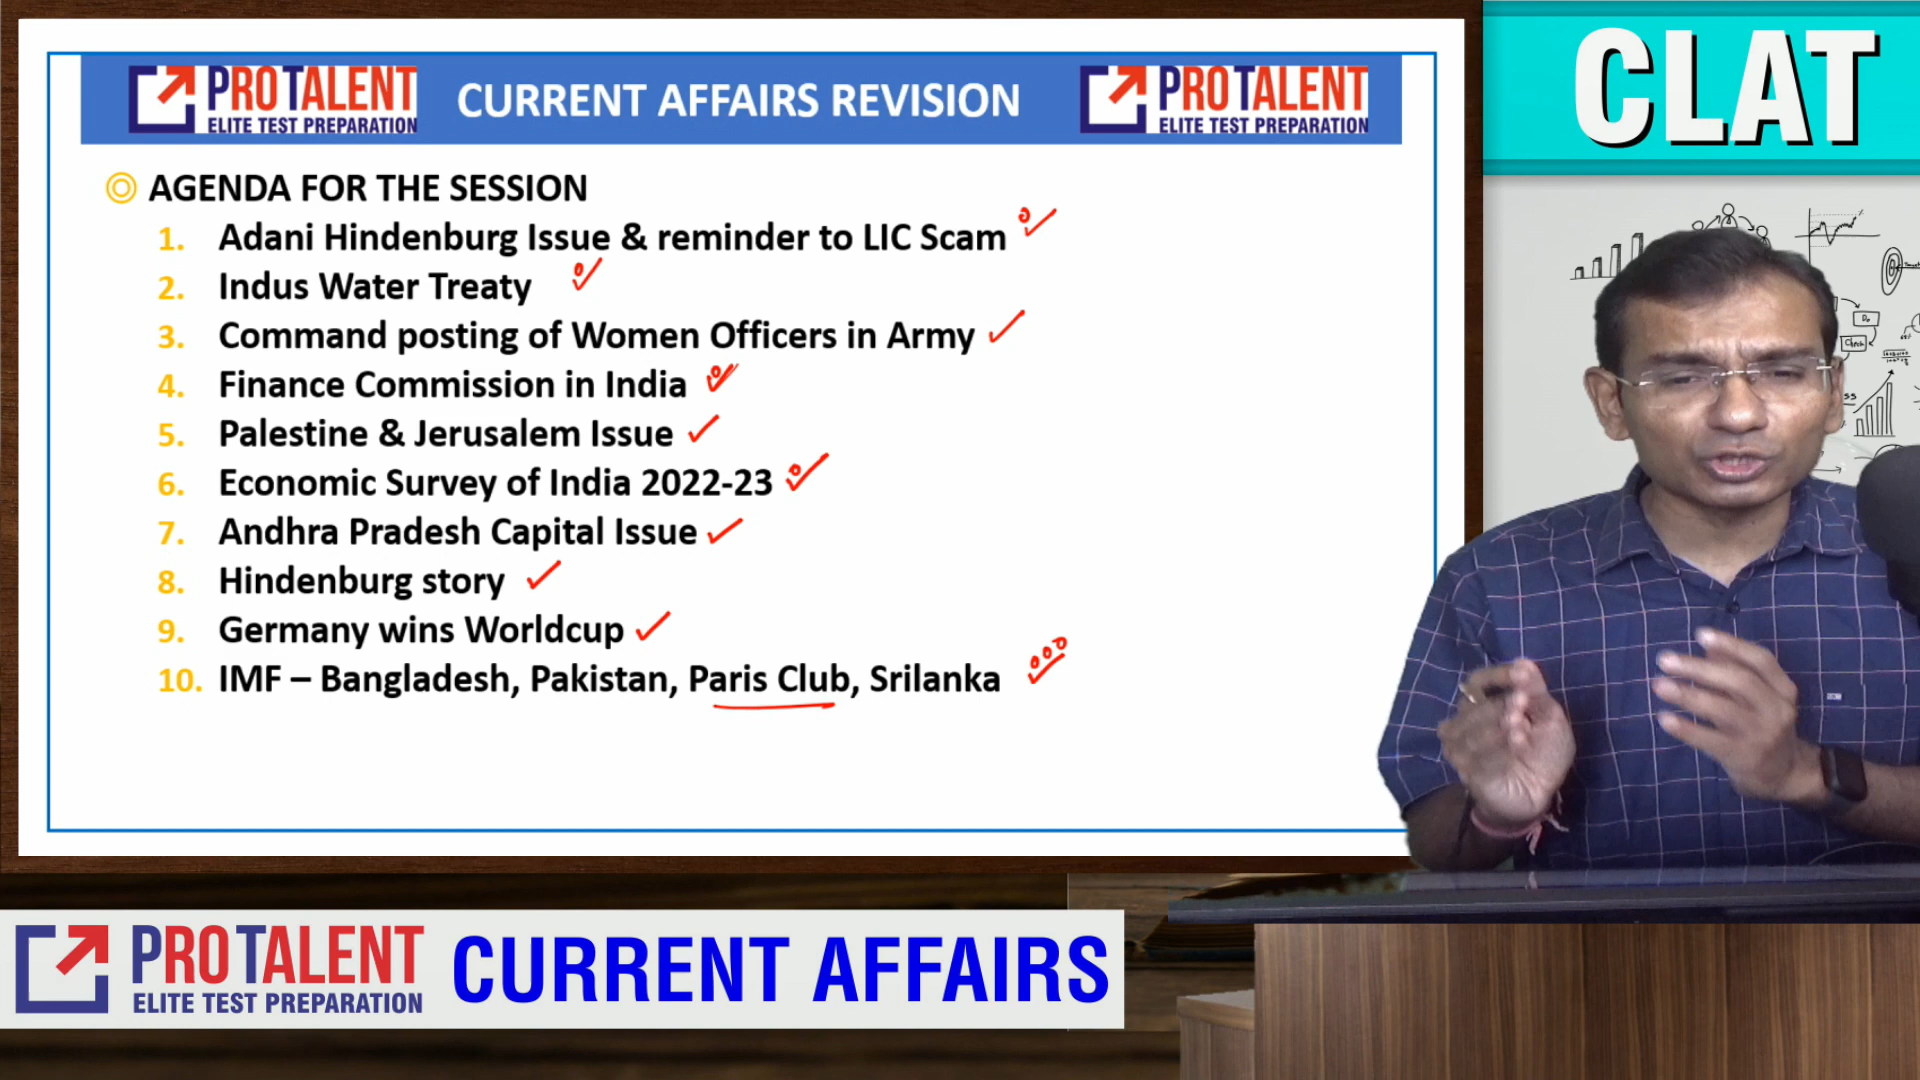 PROTALENT
ELITE TEST PREPARATION
CURRENT AFFAIRS REVISION
PROTALENT
ELITE TEST PREPARATION
CLAT
AGENDA FOR THE SESSION
1. Adani Hindenburg Issue & reminder to LIC Scam
2. Indus Water Treaty
3. Command posting of Women Officers in Army
4. Finance Commission in India
5. Palestine & Jerusalem Issue
6. Economic Survey of India 2022-23
7. Andhra Pradesh Capital Issue
8. Hindenburg story
9. Germany wins Worldcup
10. IMF – Bangladesh, Pakistan, Paris Club, Srilanka
PROTALENT
ELITE TEST PREPARATION
CURRENT AFFAIRS